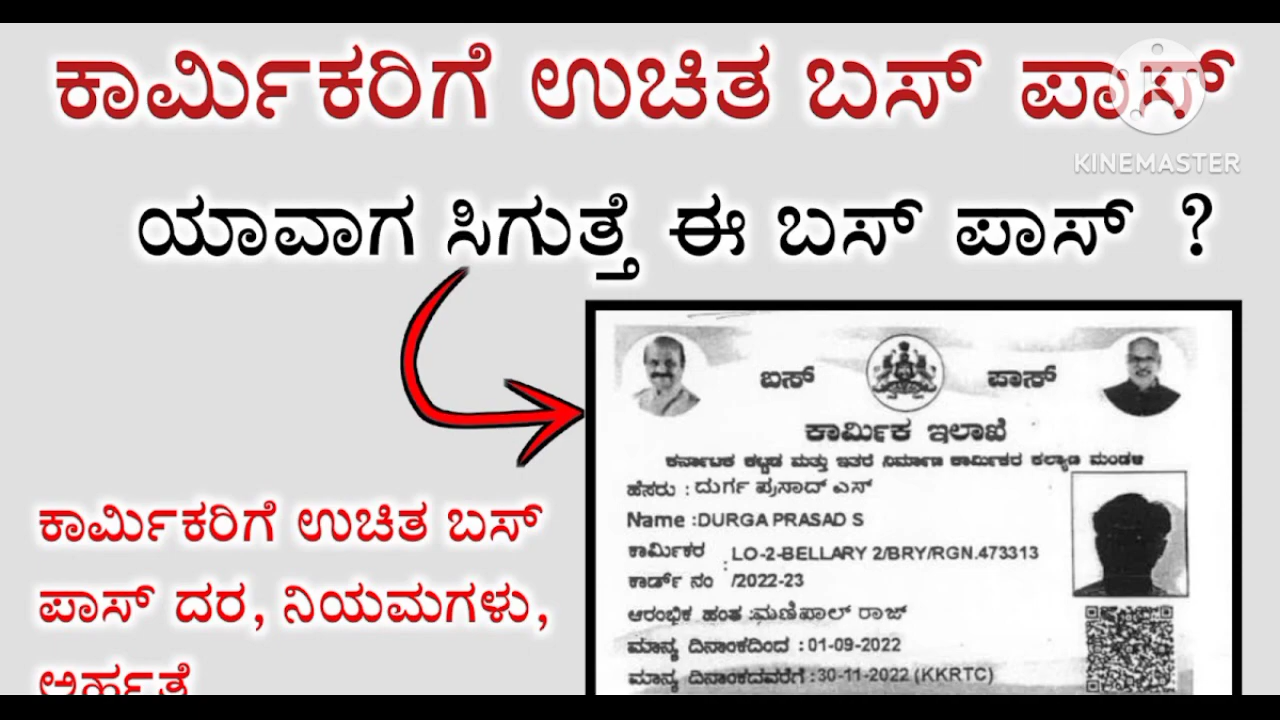 ಕಾರ್ಮಿಕರಿಗೆ ಉಚಿತ ಬಸ್ ಪಾಸ್
KINEMASTER
ಯಾವಾಗ ಸಿಗುತ್ತೆ ಈ ಬಸ್ ಪಾಸ್ ?
ಬಸ್ ಪಾಸ್
ಕಾರ್ಮಿಕ ಇಲಾಖೆ
ಕರ್ನಾಟಕ ಕಟ್ಟಡ ಮತ್ತು ಇತರೆ ನಿರ್ಮಾಣ ಕಾರ್ಮಿಕರ ಕಲ್ಯಾಣ ಮಂಡಳಿ
ಹೆಸರು : ದುರ್ಗ ಪ್ರಸಾದ್ ಎಸ್
Name :DURGA PRASAD S
ಕಾರ್ಮಿಕರ : LO-2-BELLARY 2/BRY/RGN.473313
ಕಾರ್ಡ್ ನಂ /2022-23
ಆರಂಭಿಕ ಹಂತ :ಮಣಿಪಾಲ್ ರಾಜ್
ಮಾನ್ಯ ದಿನಾಂಕದಿಂದ : 01-09-2022
ಮಾನ್ಯ ದಿನಾಂಕದವರೆಗೆ : 30-11-2022 (KKRTC)
ಕಾರ್ಮಿಕರಿಗೆ ಉಚಿತ ಬಸ್
ಪಾಸ್ ದರ, ನಿಯಮಗಳು,
ಅರ್ಹತೆ